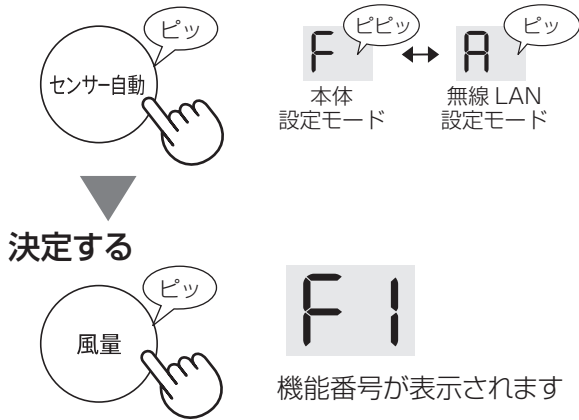 ピッ
センサー自動
F
ピピッ
A
ピッ
本体
設定モード
無線 LAN
設定モード
決定する
ピッ
風量
F1
機能番号が表示されます